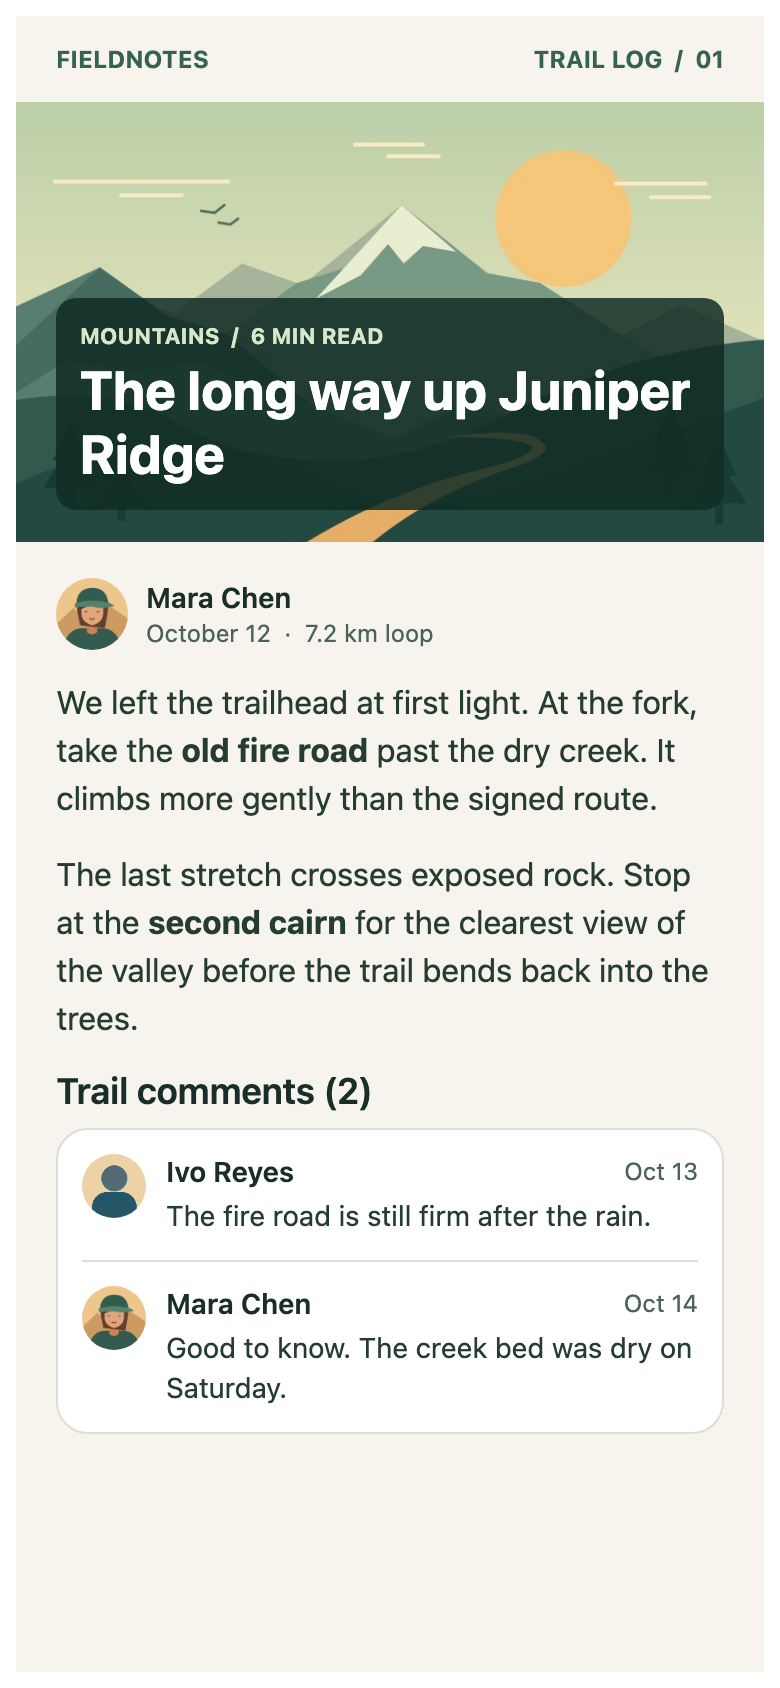 FIELDNOTES
TRAIL LOG / 01
MOUNTAINS / 6 MIN READ
The long way up Juniper
Ridge
Mara Chen
October 12 · 7.2 km loop
We left the trailhead at first light. At the fork,
take the old fire road past the dry creek. It
climbs more gently than the signed route.
The last stretch crosses exposed rock. Stop
at the second cairn for the clearest view of
the valley before the trail bends back into the
trees.
Trail comments (2)
Ivo Reyes
Oct 13
The fire road is still firm after the rain.
Mara Chen
Oct 14
Good to know. The creek bed was dry on
Saturday.